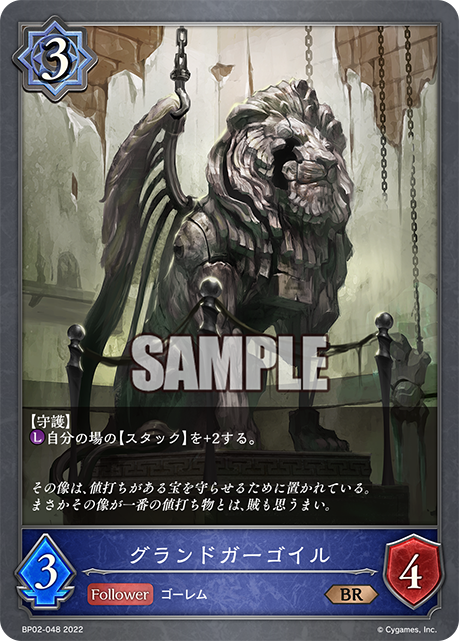 3
SAMPLE
【守護】
L 自分の場の【スタック】を+2する。
その像は、値打ちがある宝を守らせるために置かれている。
まさかその像が一番の値打ち物とは、賊も思うまい。
グランドガーゴイル
3
Follower ゴーレム BR
4
BP02-048 2022
© Cygames, Inc.